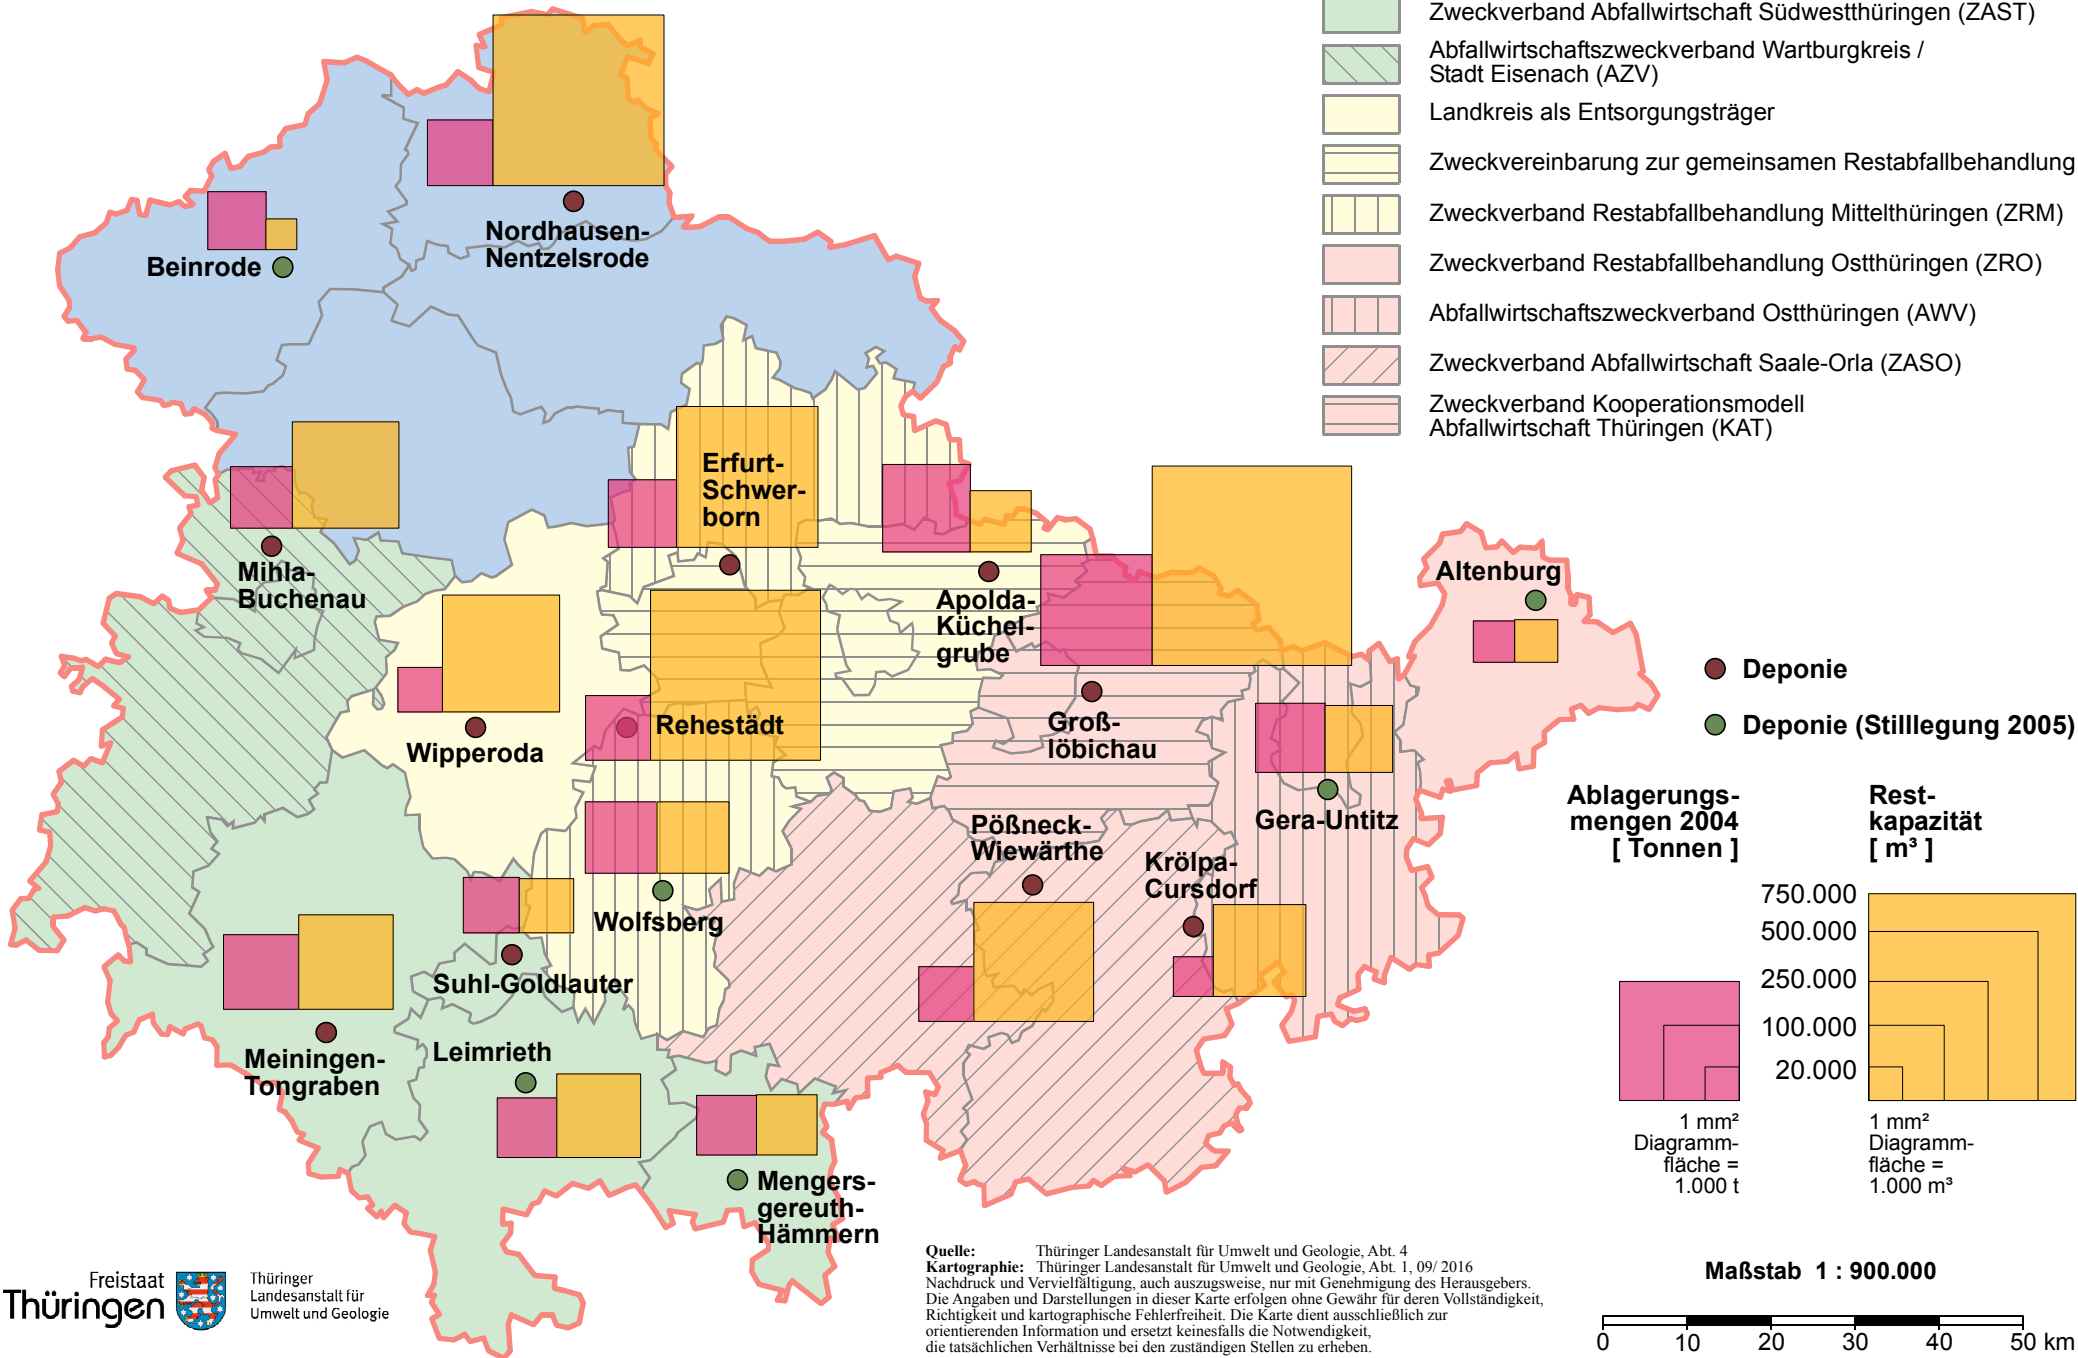 Zweckverband Abfallwirtschaft Südwestthüringen (ZAST)
Abfallwirtschaftszweckverband Wartburgkreis /
Stadt Eisenach (AZV)
Landkreis als Entsorgungsträger
Zweckvereinbarung zur gemeinsamen Restabfallbehandlung
Zweckverband Restabfallbehandlung Mittelthüringen (ZRM)
Zweckverband Restabfallbehandlung Ostthüringen (ZRO)
Abfallwirtschaftszweckverband Ostthüringen (AWV)
Zweckverband Abfallwirtschaft Saale-Orla (ZASO)
Zweckverband Kooperationsmodell
Abfallwirtschaft Thüringen (KAT)
Nordhausen-
Nentzelsrode
Beinrode
Erfurt-
Schwer-
born
Mihla-
Buchenau
Apolda-
Küchel-
grube
Altenburg
Wipperoda
Rehestädt
Groß-
löbichau
Gera-Untitz
Pößneck-
Wiewärthe
Krölpa-
Cursdorf
Wolfsberg
Suhl-Goldlauter
Meiningen-
Tongraben
Leimrieth
Mengers-
gereuth-
Hämmern
Deponie
Deponie (Stilllegung 2005)
Ablagerungs-
mengen 2004
[ Tonnen ]
Rest-
kapazität
[ m³ ]
750.000
500.000
250.000
100.000
20.000
1 mm²
Diagramm-
fläche =
1.000 t
1 mm²
Diagramm-
fläche =
1.000 m³
Maßstab 1 : 900.000
0 10 20 30 40 50 km
Freistaat
Thüringen
Thüringer
Landesanstalt für
Umwelt und Geologie
Quelle: Thüringer Landesanstalt für Umwelt und Geologie, Abt. 4
Kartographie: Thüringer Landesanstalt für Umwelt und Geologie, Abt. 1, 09/ 2016
Nachdruck und Vervielfältigung, auch auszugsweise, nur mit Genehmigung des Herausgebers.
Die Angaben und Darstellungen in dieser Karte erfolgen ohne Gewähr für deren Vollständigkeit,
Richtigkeit und kartographische Fehlerfreiheit. Die Karte dient ausschließlich zur
orientierenden Information und ersetzt keinesfalls die Notwendigkeit,
die tatsächlichen Verhältnisse bei den zuständigen Stellen zu erheben.